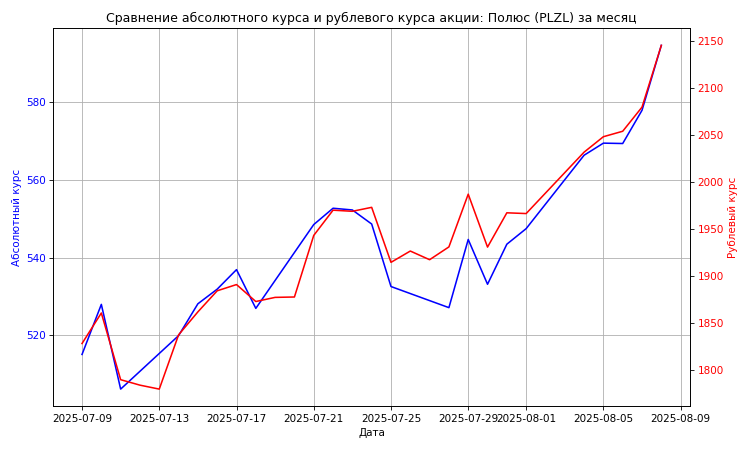 Сравнение абсолютного курса и рублевого курса акции: Полюс (PLZL) за месяц
Абсолютный курс
580
560
540
520
2150
2100
2050
2000
1950
1900
1850
1800
Рублевый курс
2025-07-09 2025-07-13 2025-07-17 2025-07-21 2025-07-25 2025-07-29 2025-08-01 2025-08-05 2025-08-09
Дата